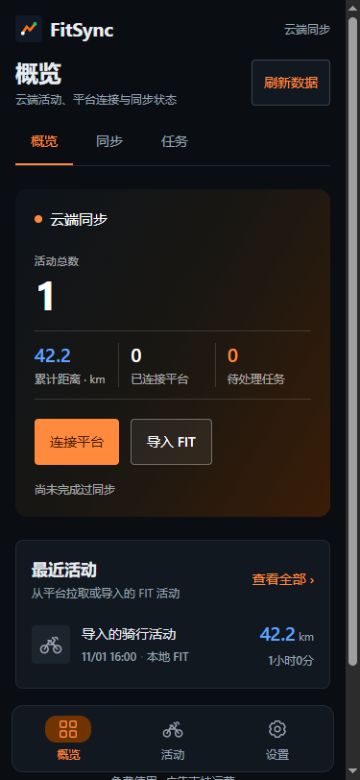 FitSync
云端同步
概览
云端活动、平台连接与同步状态
刷新数据
概览 同步 任务
云端同步
活动总数
1
42.2 0 0
累计距离 · km 已连接平台 待处理任务
连接平台 导入 FIT
尚未完成过同步
最近活动
从平台拉取或导入的 FIT 活动
查看全部 ›
导入的骑行活动
42.2 km
11/01 16:00 · 本地 FIT
1小时0分
概览 活动 设置